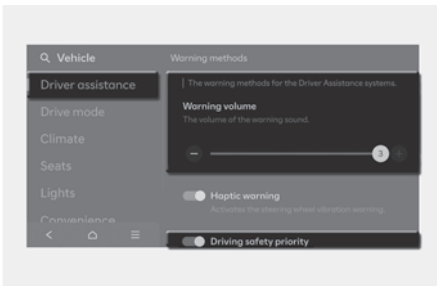 Vehicle
Warning methods
Driver assistance
The warning methods for the Driver Assistance systems.
Drive mode
Warning volume
The volume of the warning sound.
Climate
3
Seats
Lights
Haptic warning
Activates the steering wheel vibration warning.
Convenience
Driving safety priority